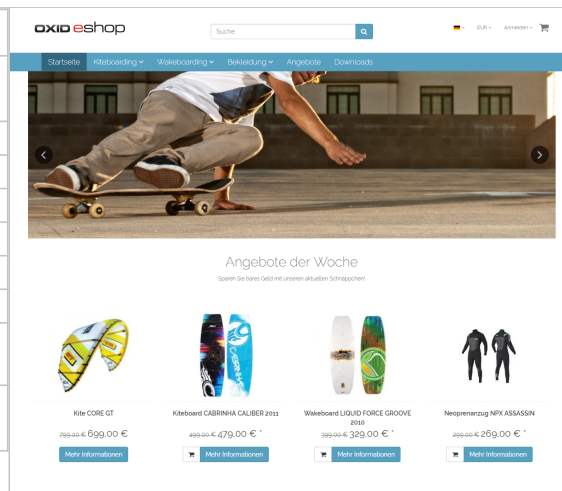 OXID eshop
Suche
EUR
Anmelden
Startseite Kiteboarding Wakeboarding Bekleidung Angebote Downloads
Angebote der Woche
Sparen Sie bares Geld mit unseren aktuellen Schnäppchen!
Kite CORE GT
799,00 € 699,00 €
Mehr Informationen
Kiteboard CABRINHA CALIBER 2011
499,00 € 479,00 € *
Mehr Informationen
Wakeboard LIQUID FORCE GROOVE
2010
399,00 € 329,00 € *
Mehr Informationen
Neoprenanzug NPX ASSASSIN
299,00 € 269,00 € *
Mehr Informationen